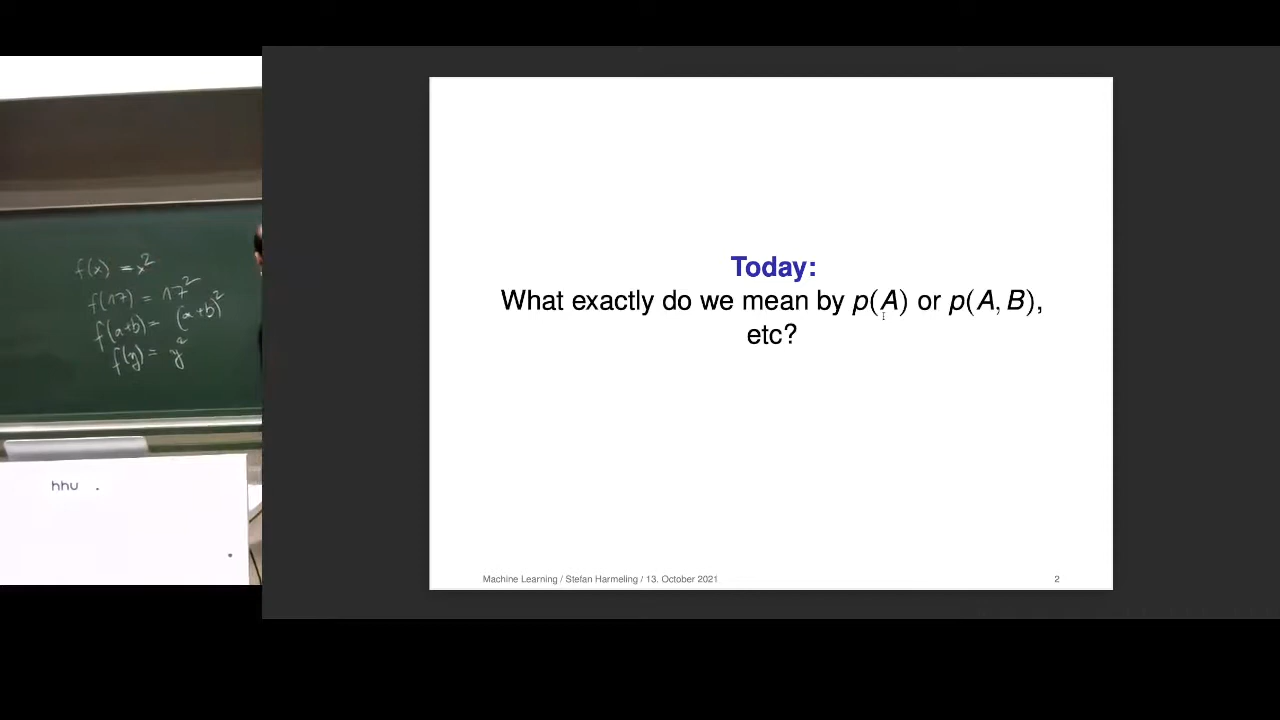 f(x) = x²
f(17) = 17²
f(a+b) = (a+b)²
f(y) = y²
hhu .
Today:
What exactly do we mean by p(A) or p(A, B),
etc?
Machine Learning / Stefan Harmeling / 13. October 2021
2